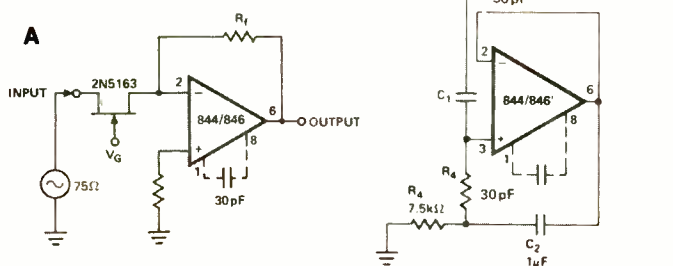 A
Rf
INPUT
2N5163
2
−
844/846
6
OUTPUT
+
8
1
VG
30pF
75Ω
2
−
6
844/846
C1
8
+
3
1
R4
30pF
R4
7.5kΩ
C2
1μF